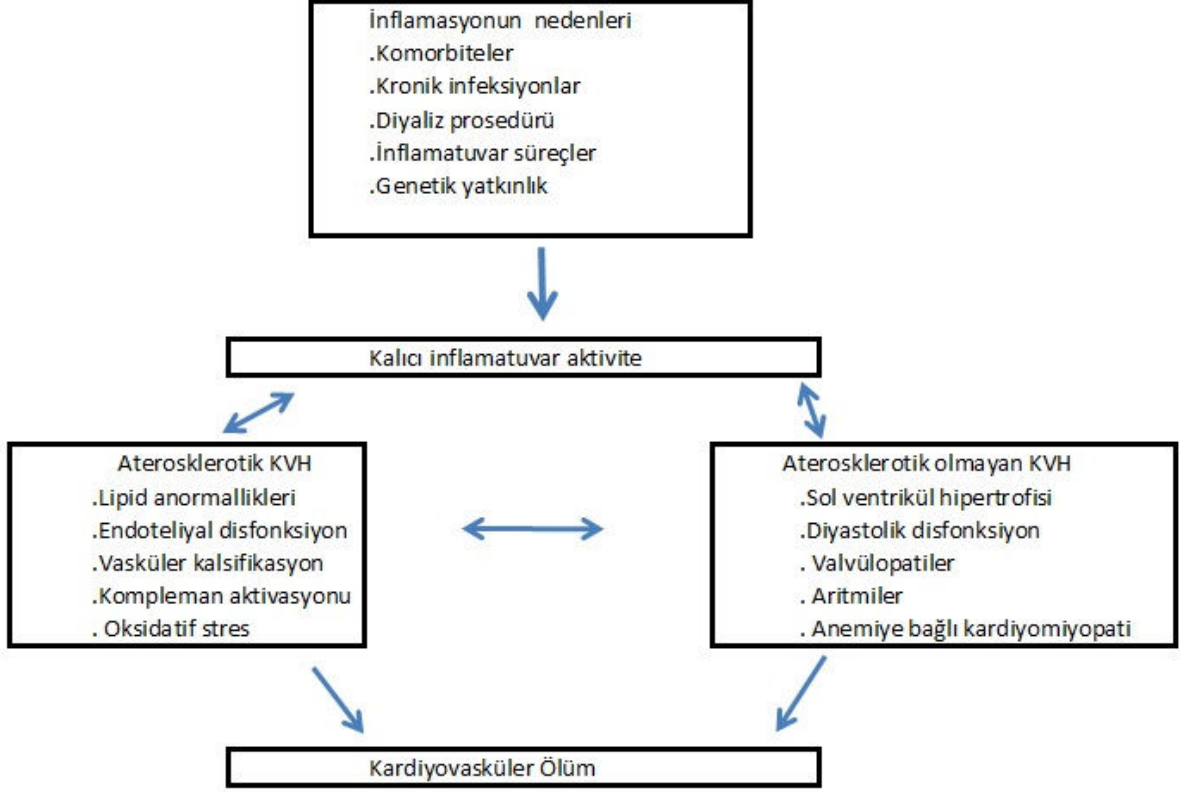 İnflamasyonun nedenleri
.Komorbiteler
.Kronik infeksiyonlar
.Diyaliz prosedürü
.İnflamatuvar süreçler
.Genetik yatkınlık
Kalıcı inflamatuvar aktivite
Aterosklerotik KVH
.Lipid anormallikleri
.Endoteliyal disfonksiyon
.Vasküler kalsifikasyon
.Kompleman aktivasyonu
. Oksidatif stres
Aterosklerotik olmayan KVH
.Sol ventrikül hipertrofisi
.Diyastolik disfonksiyon
. Valvülopatiler
. Aritmiler
. Anemiye bağlı kardiyomiyopati
Kardiyovasküler Ölüm